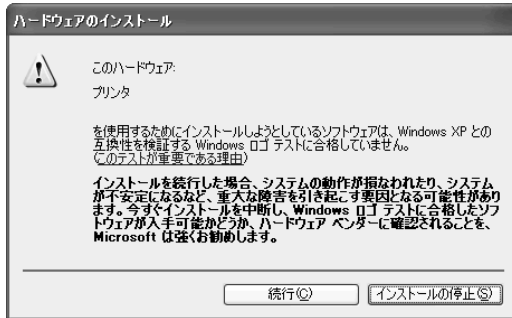 ハードウェアのインストール
このハードウェア:
プリンタ
を使用するためにインストールしようとしているソフトウェアは、Windows XP との
互換性を検証する Windows ロゴ テストに合格していません。
(このテストが重要である理由)
インストールを続行した場合、システムの動作が損なわれたり、システム
が不安定になるなど、重大な障害を引き起こす要因となる可能性があり
ます。今すぐインストールを中断し、Windows ロゴ テストに合格したソフ
トウェアが入手可能かどうか、ハードウェア ベンダーに確認されることを、
Microsoft は強くお勧めします。
続行(C)
インストールの停止(S)